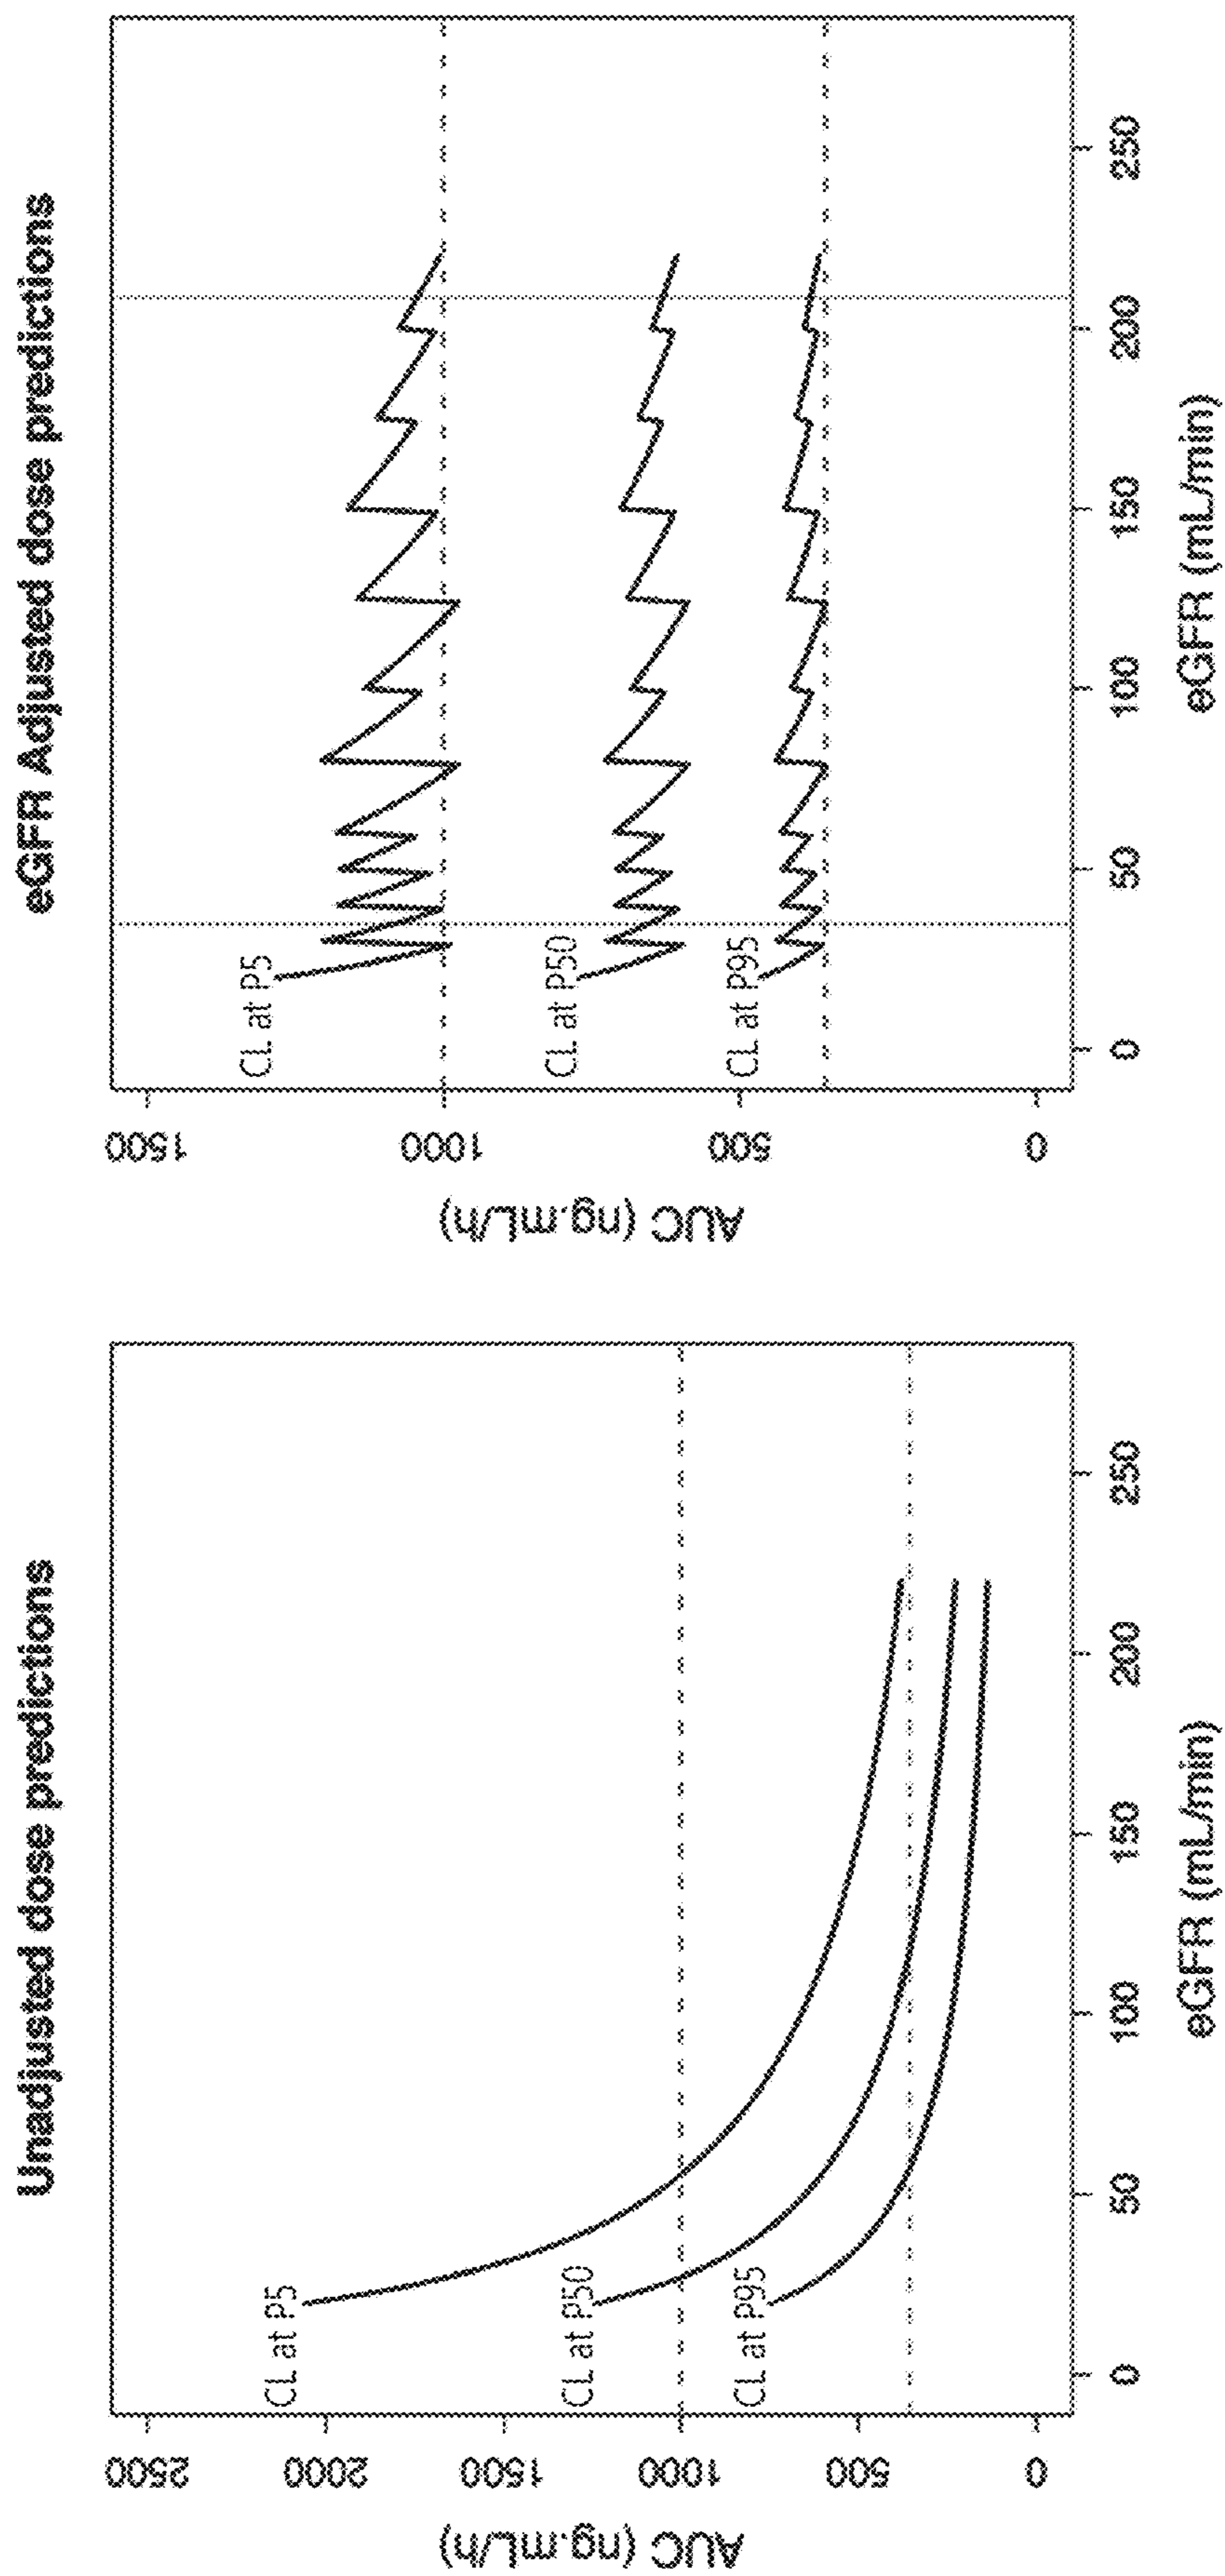 Unadjusted dose predictions
AUC (ng.mL/h)
2500
2000
1500
1000
500
0
CL at P5
CL at P50
CL at P95
0
50
100
150
200
250
eGFR (mL/min)
eGFR Adjusted dose predictions
AUC (ng.mL/h)
1500
1000
500
0
CL at P5
CL at P50
CL at P95
0
50
100
150
200
250
eGFR (mL/min)